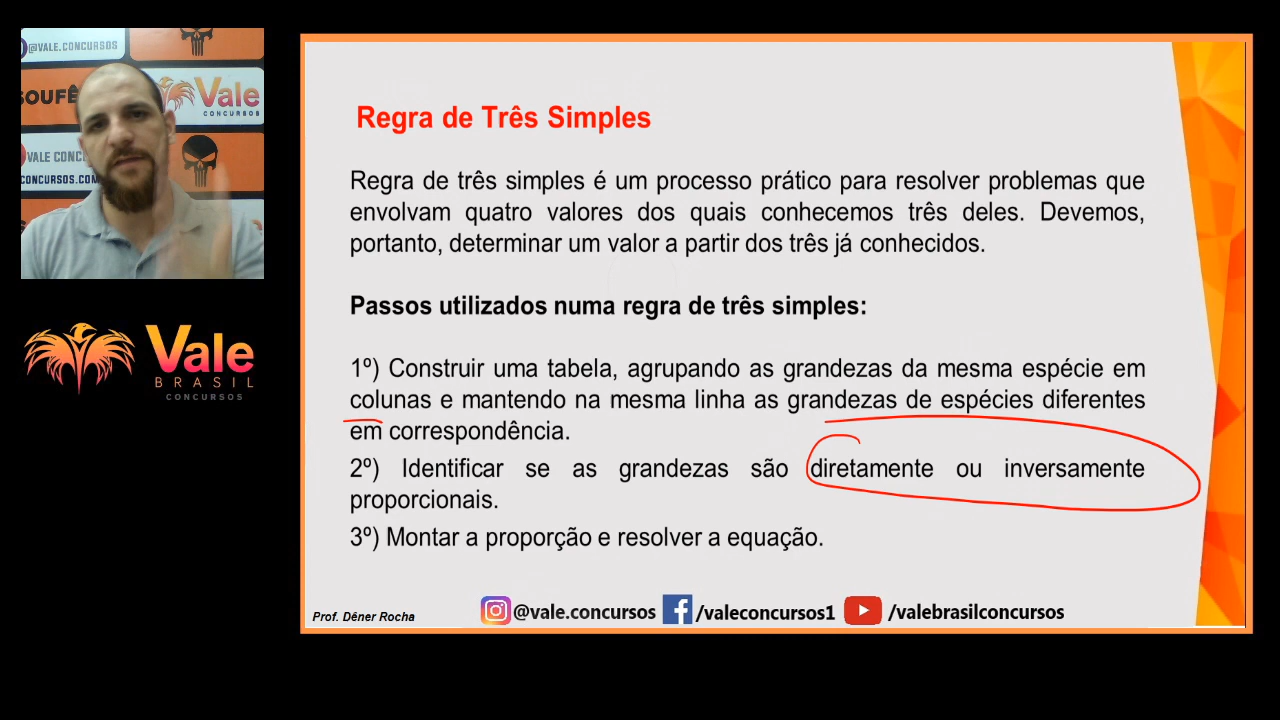 @VALE.CONCURSOS
SOUFÊ
Vale
CONCURSOS
VALE CONC
CONCURSOS.COM
Vale
BRASIL
CONCURSOS
Regra de Três Simples
Regra de três simples é um processo prático para resolver problemas que
envolvam quatro valores dos quais conhecemos três deles. Devemos,
portanto, determinar um valor a partir dos três já conhecidos.
Passos utilizados numa regra de três simples:
1º) Construir uma tabela, agrupando as grandezas da mesma espécie em
colunas e mantendo na mesma linha as grandezas de espécies diferentes
em correspondência.
2º) Identificar se as grandezas são diretamente ou inversamente
proporcionais.
3º) Montar a proporção e resolver a equação.
Prof. Dêner Rocha
@vale.concursos /valeconcursos1 /valebrasilconcursos